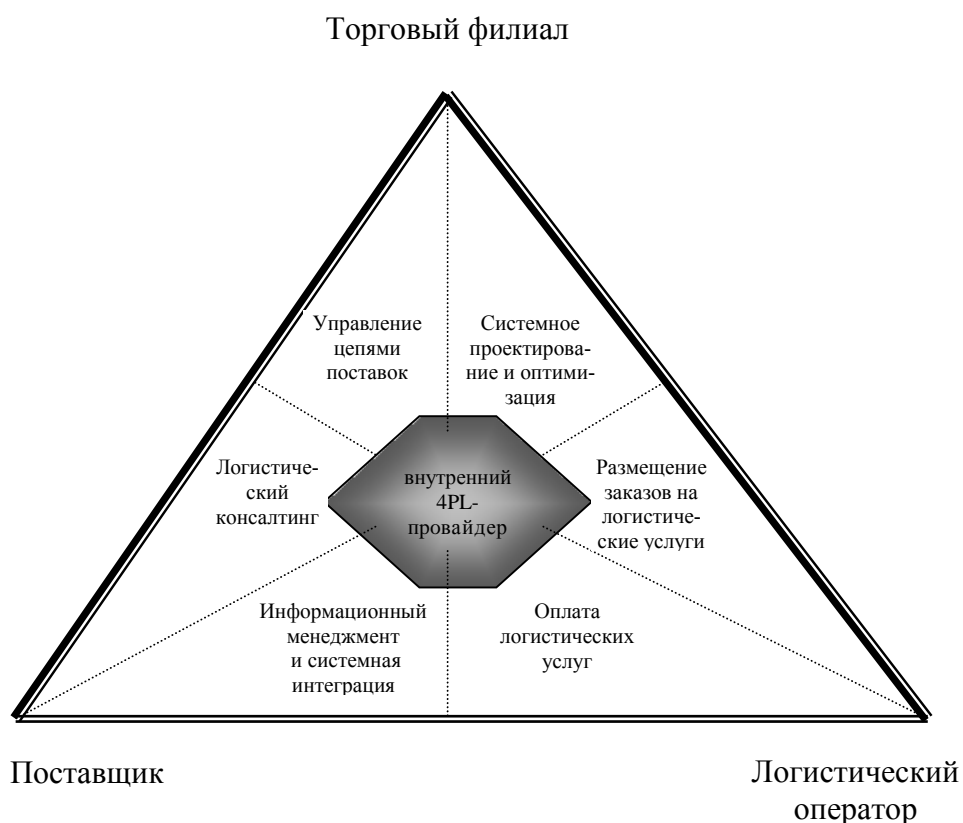 Торговый филиал
Управление
цепями
поставок
Системное
проектирова-
ние и оптими-
зация
Логистиче-
ский
консалтинг
внутренний
4PL-
провайдер
Размещение
заказов на
логистиче-
ские услуги
Информационный
менеджмент
и системная
интеграция
Оплата
логистических
услуг
Поставщик
Логистический
оператор